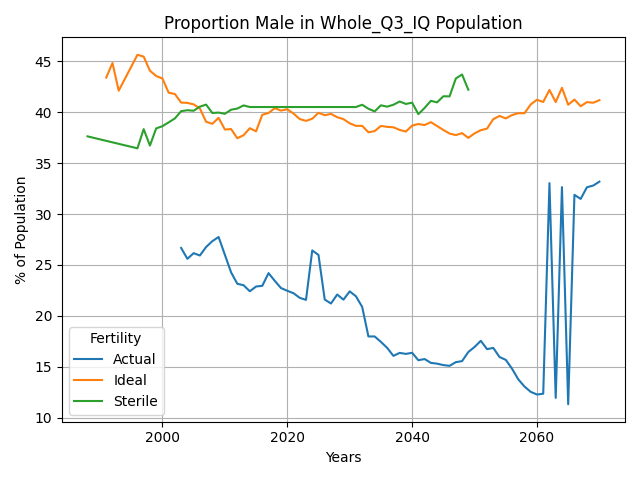 Proportion Male in Whole_Q3_IQ Population
% of Population
45
40
35
30
25
20
15
10
Fertility
Actual
Ideal
Sterile
2000
2020
2040
2060
Years